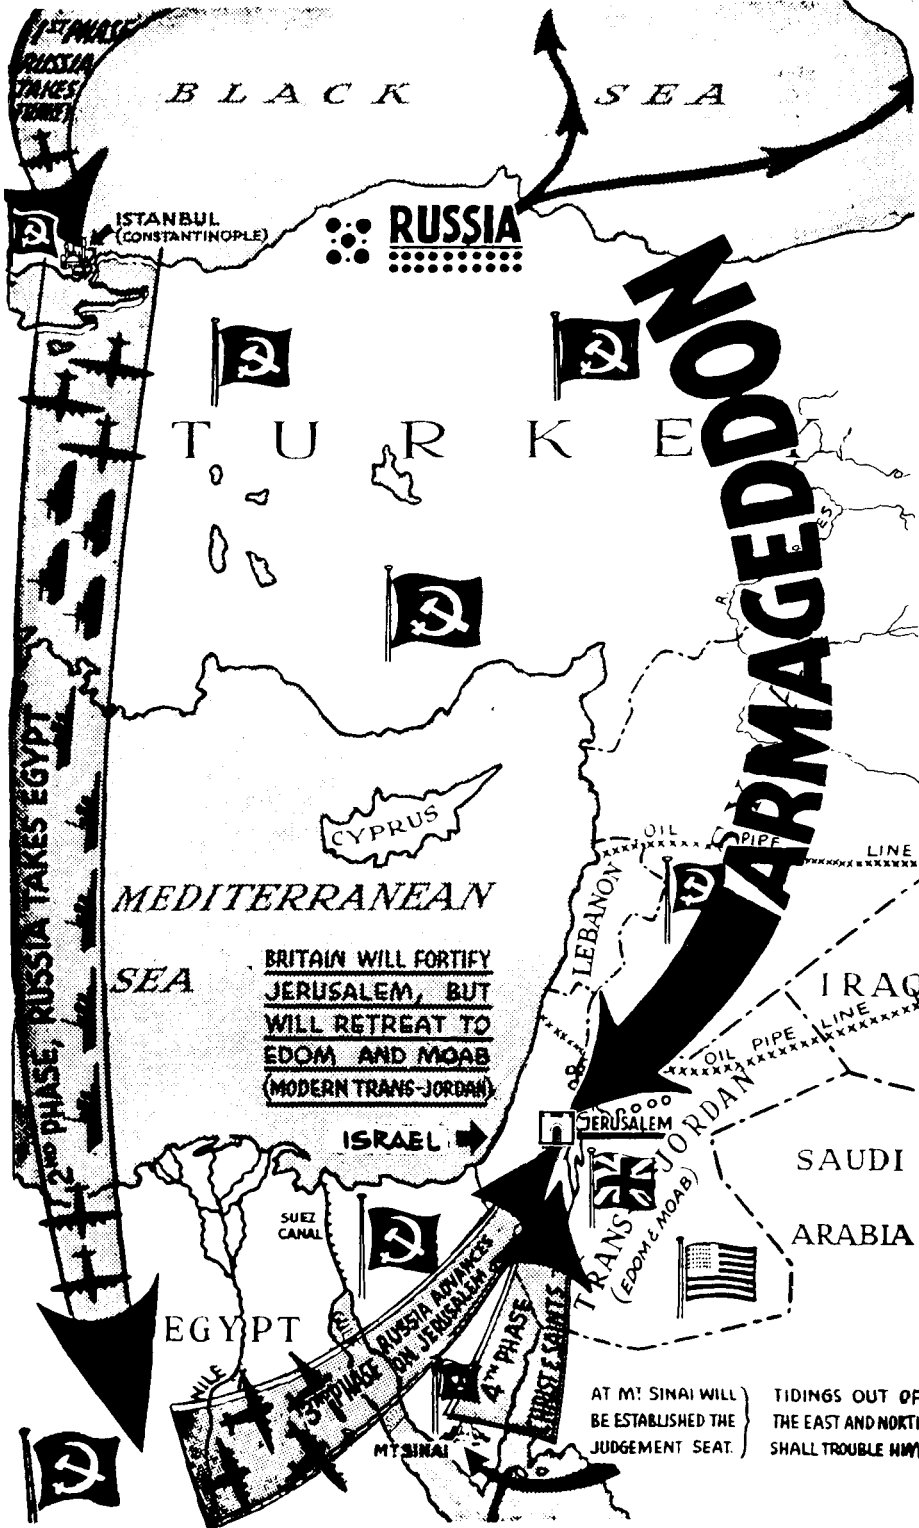 1ST PHASE
RUSSIA
TAKES
TURKEY
BLACK SEA
ISTANBUL
(CONSTANTINOPLE)
RUSSIA
TURKEY
ARMAGEDDON
2ND PHASE, RUSSIA TAKES EGYPT
CYPRUS
OIL PIPE LINE
LEBANON
MEDITERRANEAN
SEA
BRITAIN WILL FORTIFY
JERUSALEM, BUT
WILL RETREAT TO
EDOM AND MOAB
(MODERN TRANS-JORDAN)
IRAQ
OIL PIPE LINE
ISRAEL
JERUSALEM
TRANS JORDAN
(EDOM & MOAB)
SAUDI
ARABIA
SUEZ
CANAL
EGYPT
NILE
3RD PHASE RUSSIA ADVANCES
ON JERUSALEM
4TH PHASE
CHRIST & SAINTS
MT SINAI
AT MT SINAI WILL
BE ESTABLISHED THE
JUDGEMENT SEAT.
TIDINGS OUT OF
THE EAST AND NORTH
SHALL TROUBLE HIM